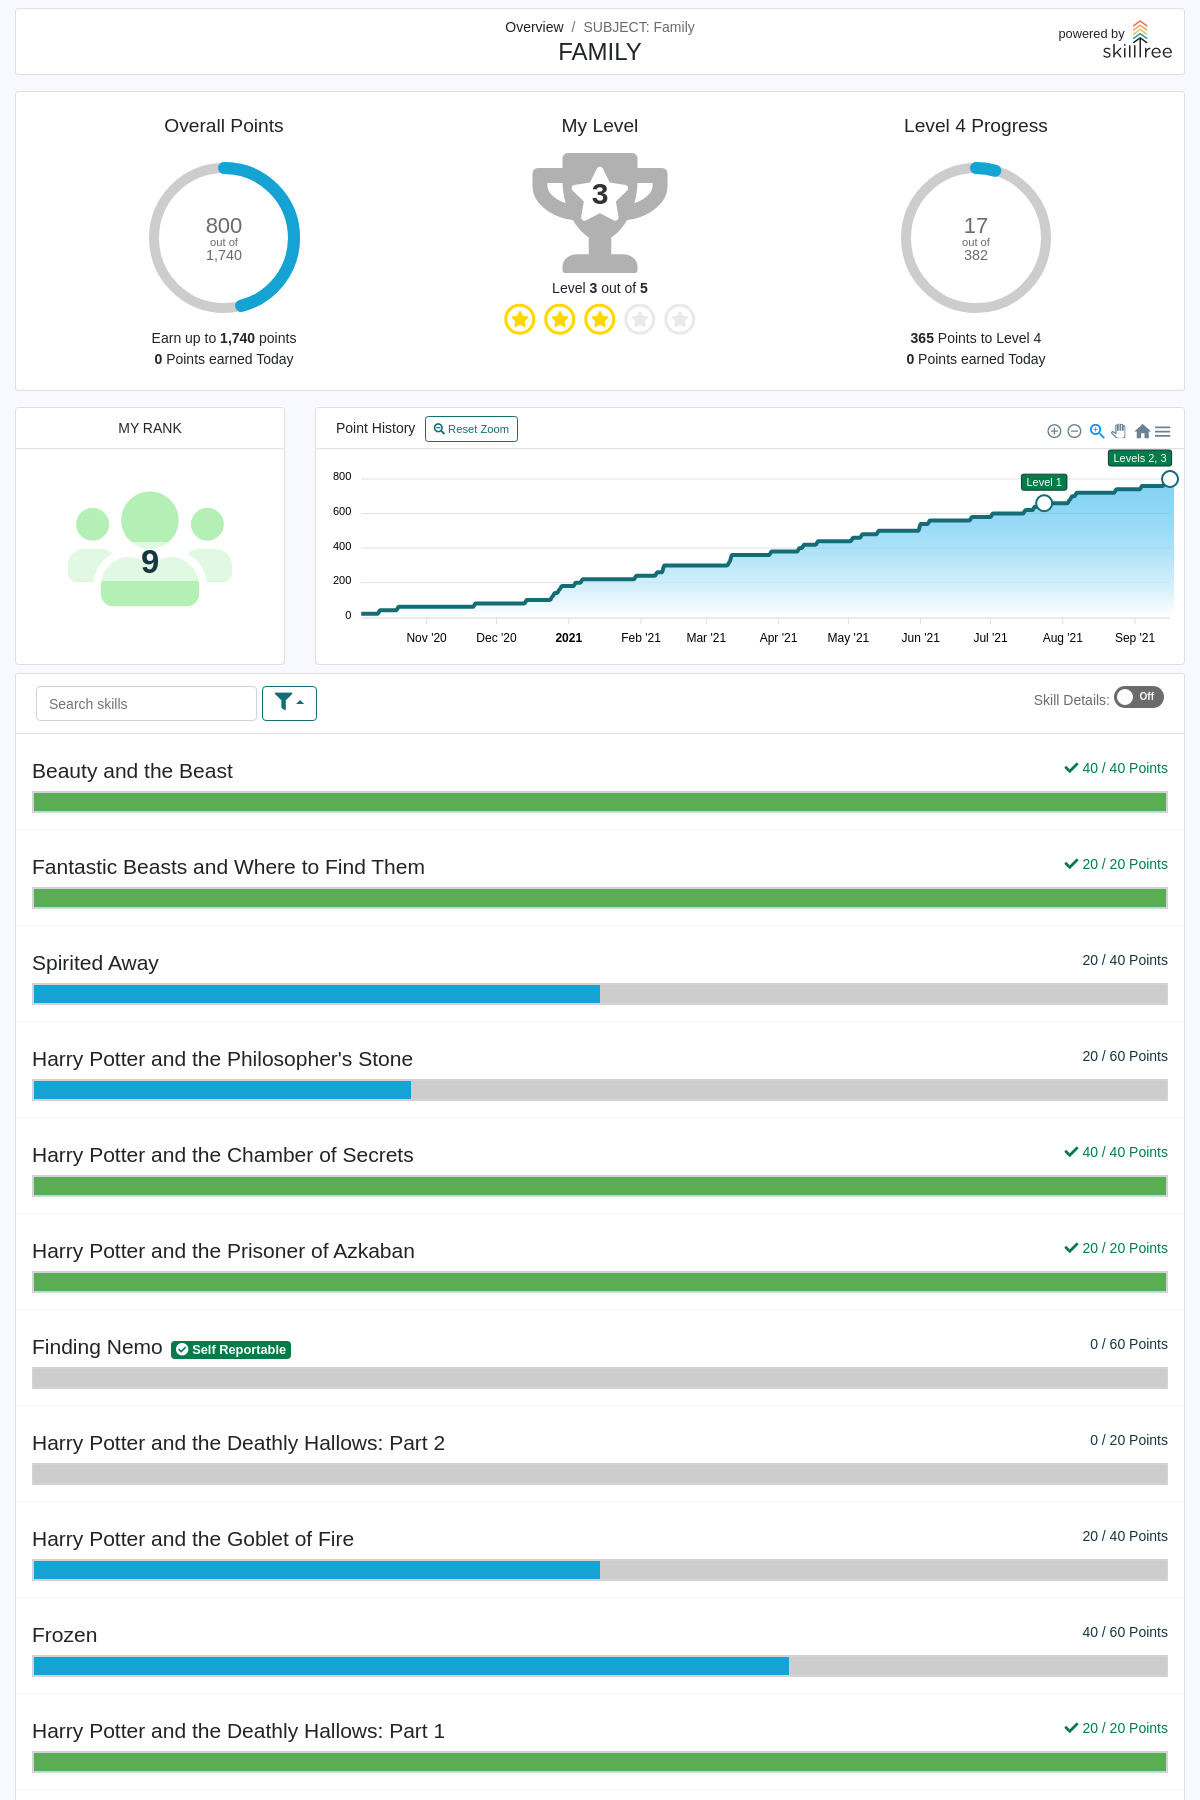 Overview / SUBJECT: Family
FAMILY
powered by
skilltree
Overall Points
800
out of
1,740
Earn up to 1,740 points
0 Points earned Today
My Level
3
Level 3 out of 5
Level 4 Progress
17
out of
382
365 Points to Level 4
0 Points earned Today
MY RANK
9
Point History
Reset Zoom
Levels 2, 3
Level 1
800
600
400
200
0
Nov '20 Dec '20 2021 Feb '21 Mar '21 Apr '21 May '21 Jun '21 Jul '21 Aug '21 Sep '21
Search skills
Skill Details: Off
Beauty and the Beast 40 / 40 Points
Fantastic Beasts and Where to Find Them 20 / 20 Points
Spirited Away 20 / 40 Points
Harry Potter and the Philosopher's Stone 20 / 60 Points
Harry Potter and the Chamber of Secrets 40 / 40 Points
Harry Potter and the Prisoner of Azkaban 20 / 20 Points
Finding Nemo Self Reportable 0 / 60 Points
Harry Potter and the Deathly Hallows: Part 2 0 / 20 Points
Harry Potter and the Goblet of Fire 20 / 40 Points
Frozen 40 / 60 Points
Harry Potter and the Deathly Hallows: Part 1 20 / 20 Points